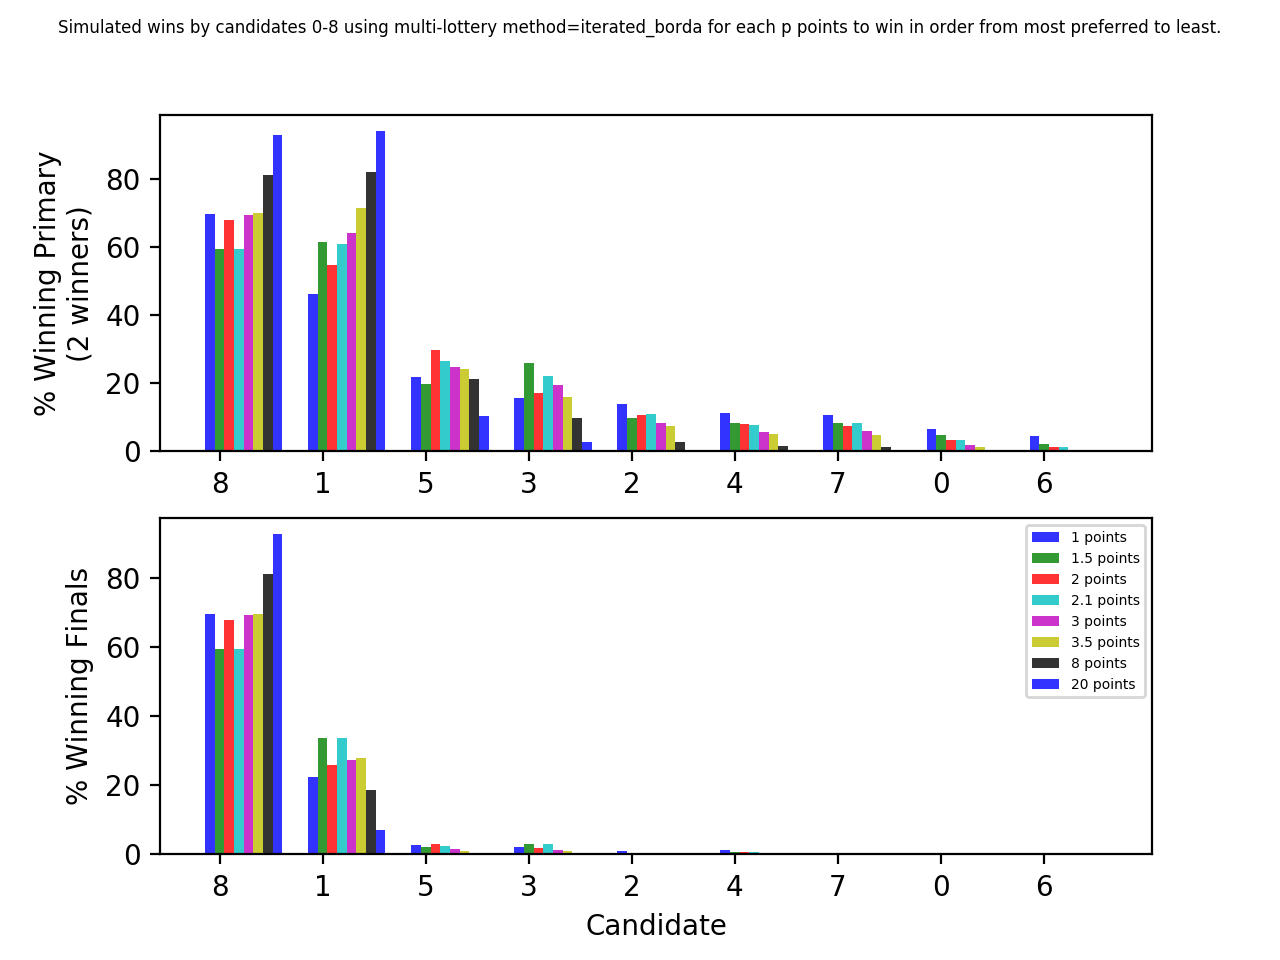 Simulated wins by candidates 0-8 using multi-lottery method=iterated_borda for each p points to win in order from most preferred to least.
% Winning Primary
(2 winners)
80
60
40
20
0
8 1 5 3 2 4 7 0 6
% Winning Finals
80
60
40
20
0
1 points
1.5 points
2 points
2.1 points
3 points
3.5 points
8 points
20 points
8 1 5 3 2 4 7 0 6
Candidate